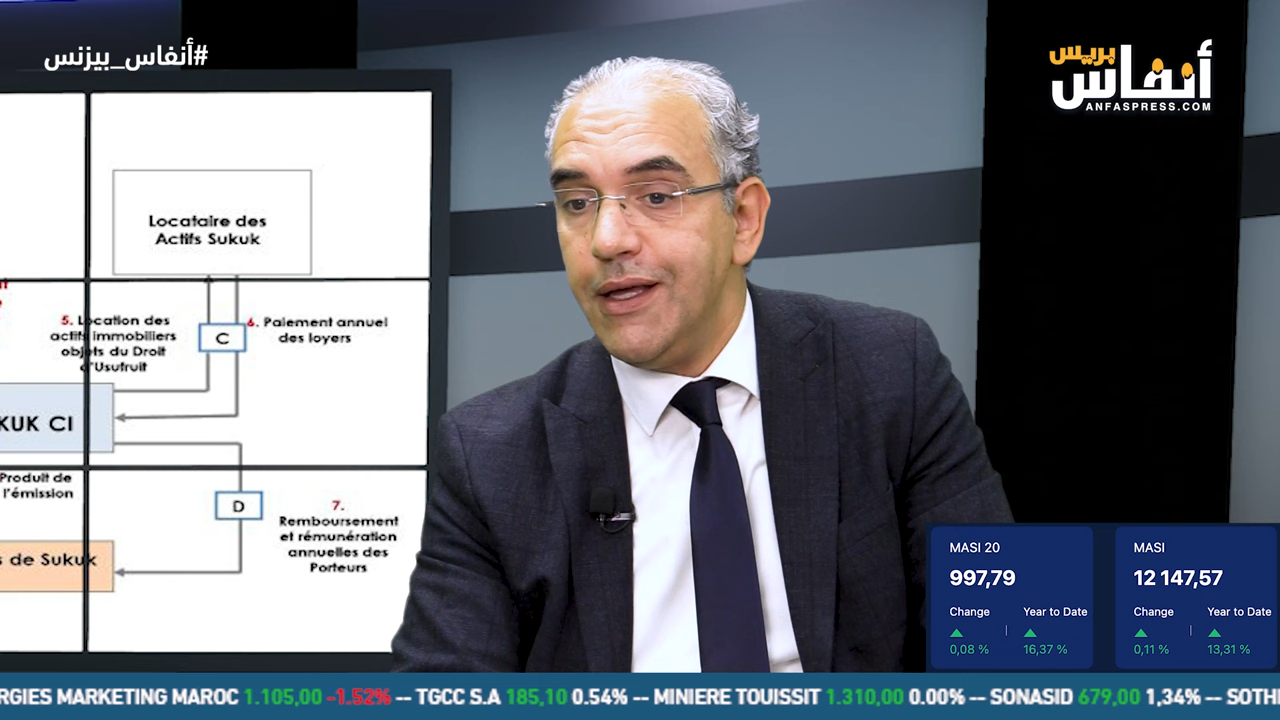 #أنفاس_بيزنس
أنفاس بريس
ANFASPRESS.COM
Locataire des
Actifs Sukuk
5. Location des
actifs immobiliers
objets du Droit
d'Usufruit
C
6. Paiement annuel
des loyers
KUK CI
Produit de
l'émission
D
7.
Remboursement
et rémunération
annuelles des
Porteurs
s de Sukuk
MASI 20
997,79
Change
Year to Date
0,08 %
16,37 %
MASI
12 147,57
Change
Year to Date
0,11 %
13,31 %
RGIES MARKETING MAROC 1.105,00 -1.52% -- TGCC S.A 185,10 0.54% -- MINIERE TOUISSIT 1.310,00 0.00% -- SONASID 679,00 1,34% -- SOTH